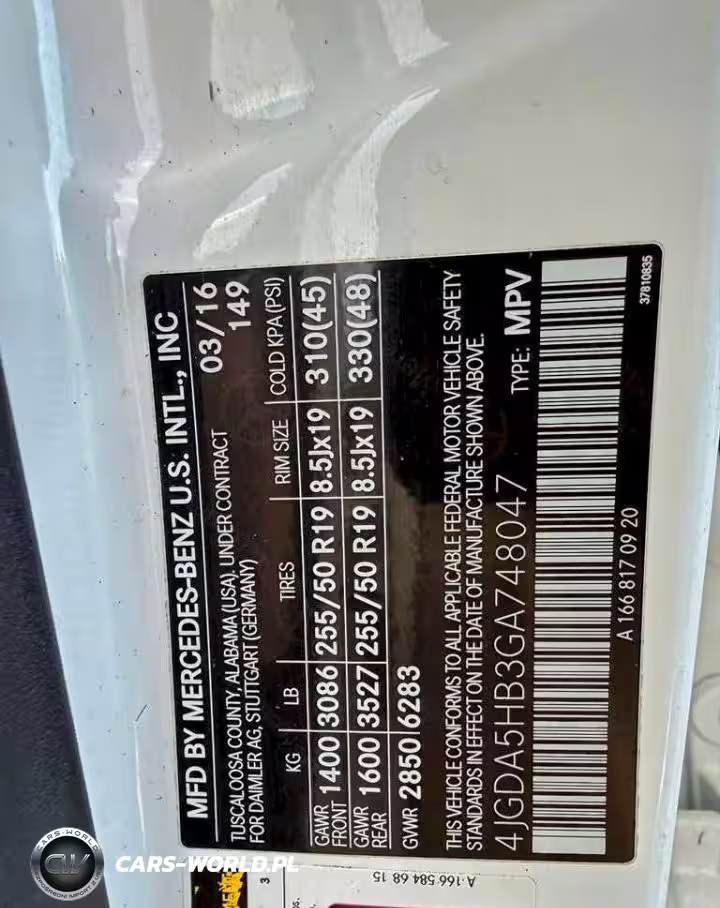 MFD BY MERCEDES-BENZ U.S. INTL., INC
TUSCALOOSA COUNTY, ALABAMA (USA), UNDER CONTRACT 03/16
FOR DAIMLER AG, STUTTGART (GERMANY) 149
KG LB TIRES RIM SIZE COLD KPA (PSI)
GAWR FRONT 1400 3086 255/50 R19 8.5Jx19 310(45)
GAWR REAR 1600 3527 255/50 R19 8.5Jx19 330(48)
GVWR 2850 6283
THIS VEHICLE CONFORMS TO ALL APPLICABLE FEDERAL MOTOR VEHICLE SAFETY
STANDARDS IN EFFECT ON THE DATE OF MANUFACTURE SHOWN ABOVE.
4JGDA5HB3GA748047 TYPE: MPV
A 166 817 09 20
37810835
A 166 584 68 15
3
CARS-WORLD
CW
CARS-WORLD.PL